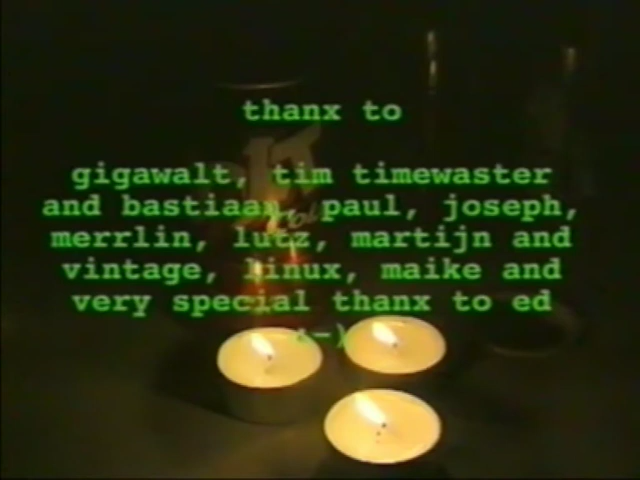 thanx to
gigawalt, tim timewaster
and bastiaan, paul, joseph,
merrlin, lutz, martijn and
vintage, linux, maike and
very special thanx to ed
:-)